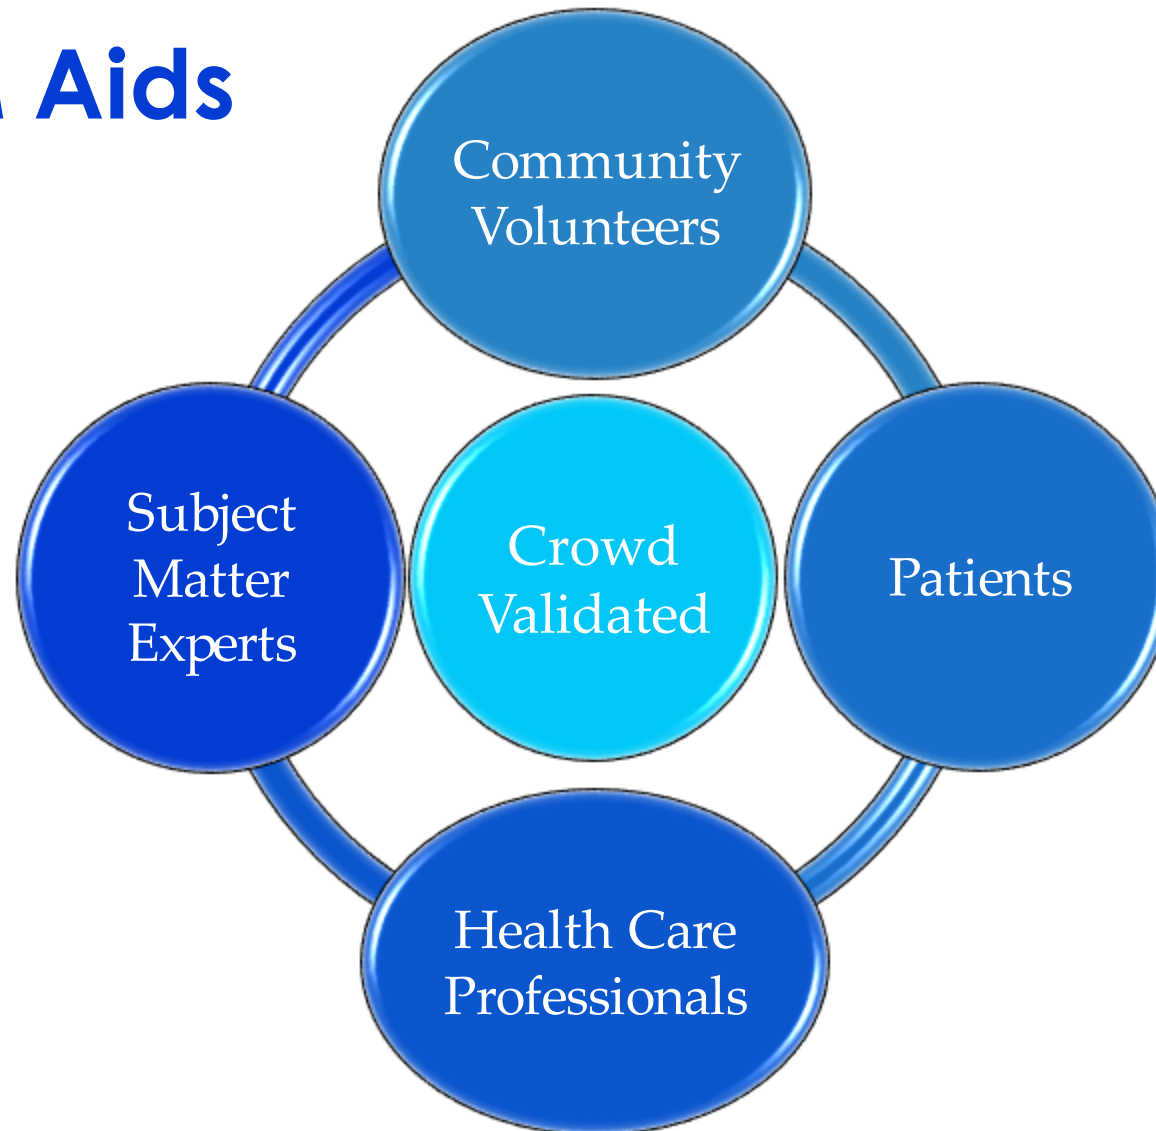 Aids
Community
Volunteers
Subject
Matter
Experts
Crowd
Validated
Patients
Health Care
Professionals